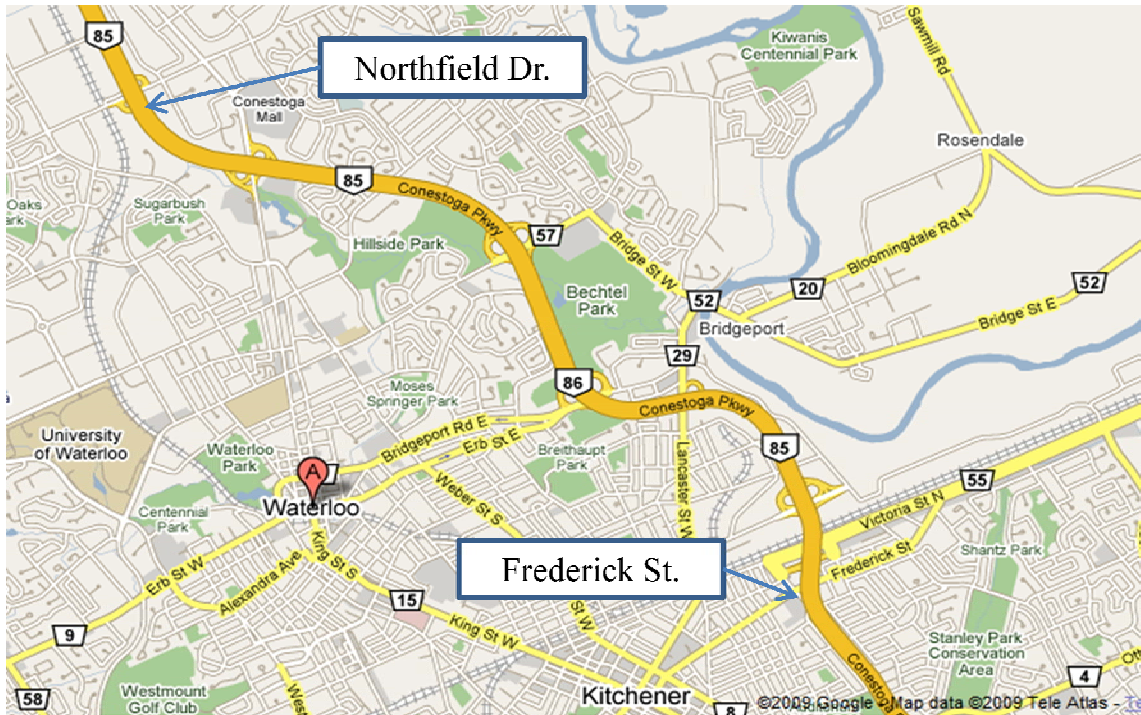 85
Northfield Dr.
Kiwanis
Centennial Park
Sawmill Rd
Conestoga
Mall
Rosendale
85
Conestoga Pkwy
Oaks
ark
Sugarbush
Park
Hillside Park
57
Bridge St W
Bloomingdale Rd N
20
52
Bechtel
Park
52
Bridgeport
Bridge St E
29
86
Moses
Springer Park
Conestoga Pkwy
University
of Waterloo
Waterloo
Park
Bridgeport Rd E
Erb St E
Breithaupt
Park
85
Lancaster St W
A
Waterloo
Weber St S
55
Victoria St N
Centennial
Park
King St S
Frederick St.
Frederick St
Shantz Park
Erb St W
Alexandra Ave
15
King St W
9
Stanley Park
Conservation
Area
Conestoga
58
Westmount
Golf Club
West
Kitchener
4
Ott
8
©2009 Google - Map data ©2009 Tele Atlas -